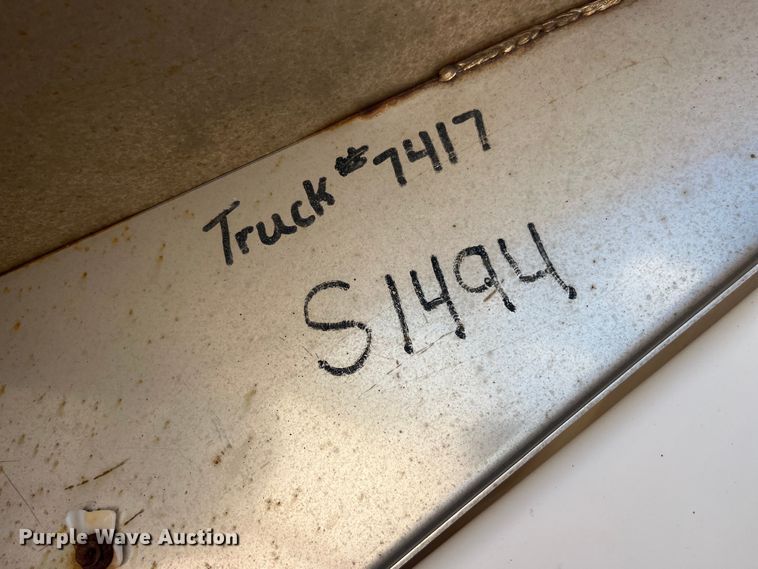 Truck # 7417
S1494
Purple Wave Auction